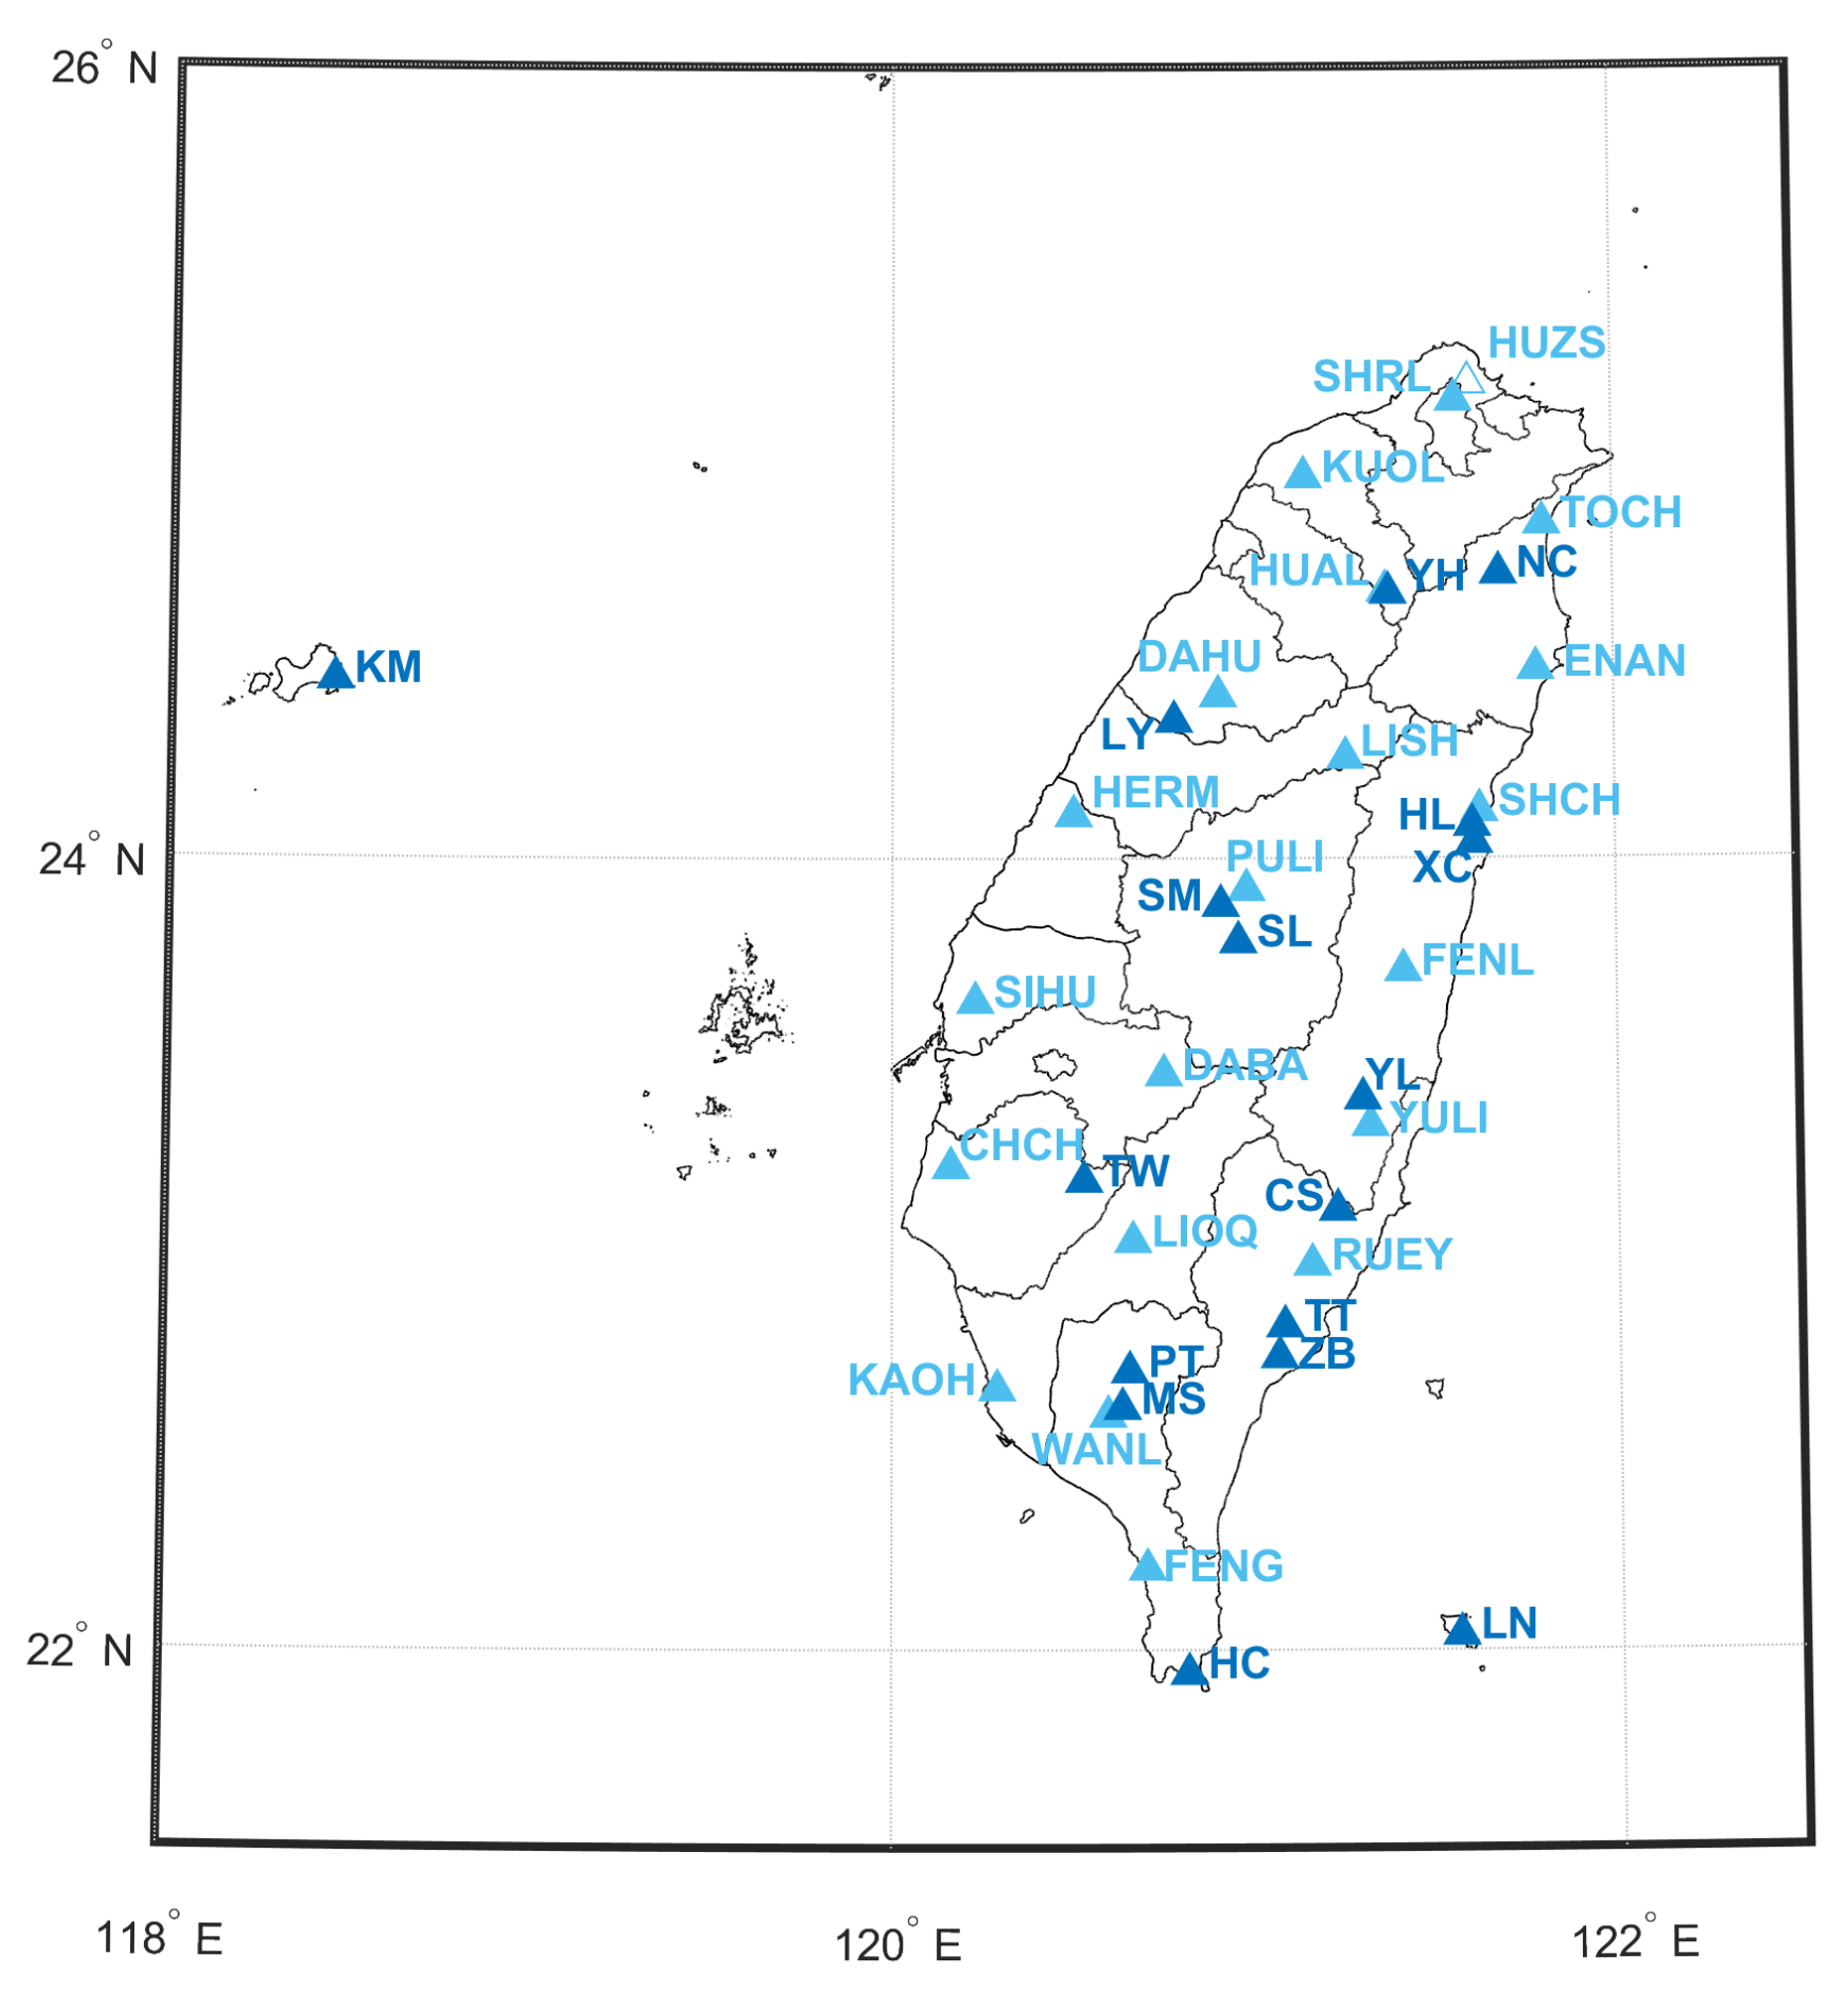 26° N
HUZS
SHRL
KUOL
TOCH
NC
HUAL
YH
DAHU
ENAN
KM
LY
LISH
HERM
SHCH
HL
24° N
PULI
XC
SM
SL
FENL
SIHU
DABA
YL
YULI
CHCH
TW
CS
LIOQ
RUEY
TT
ZB
PT
KAOH
MS
WANL
FENG
LN
22° N
HC
118° E
120° E
122° E